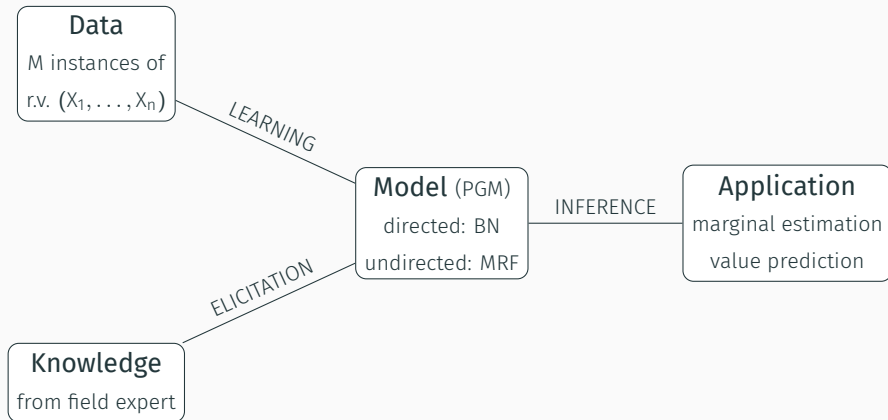 Data
M instances of
r.v. (X₁, . . . , Xₙ)
LEARNING
Model (PGM)
directed: BN
undirected: MRF
INFERENCE
Application
marginal estimation
value prediction
ELICITATION
Knowledge
from field expert